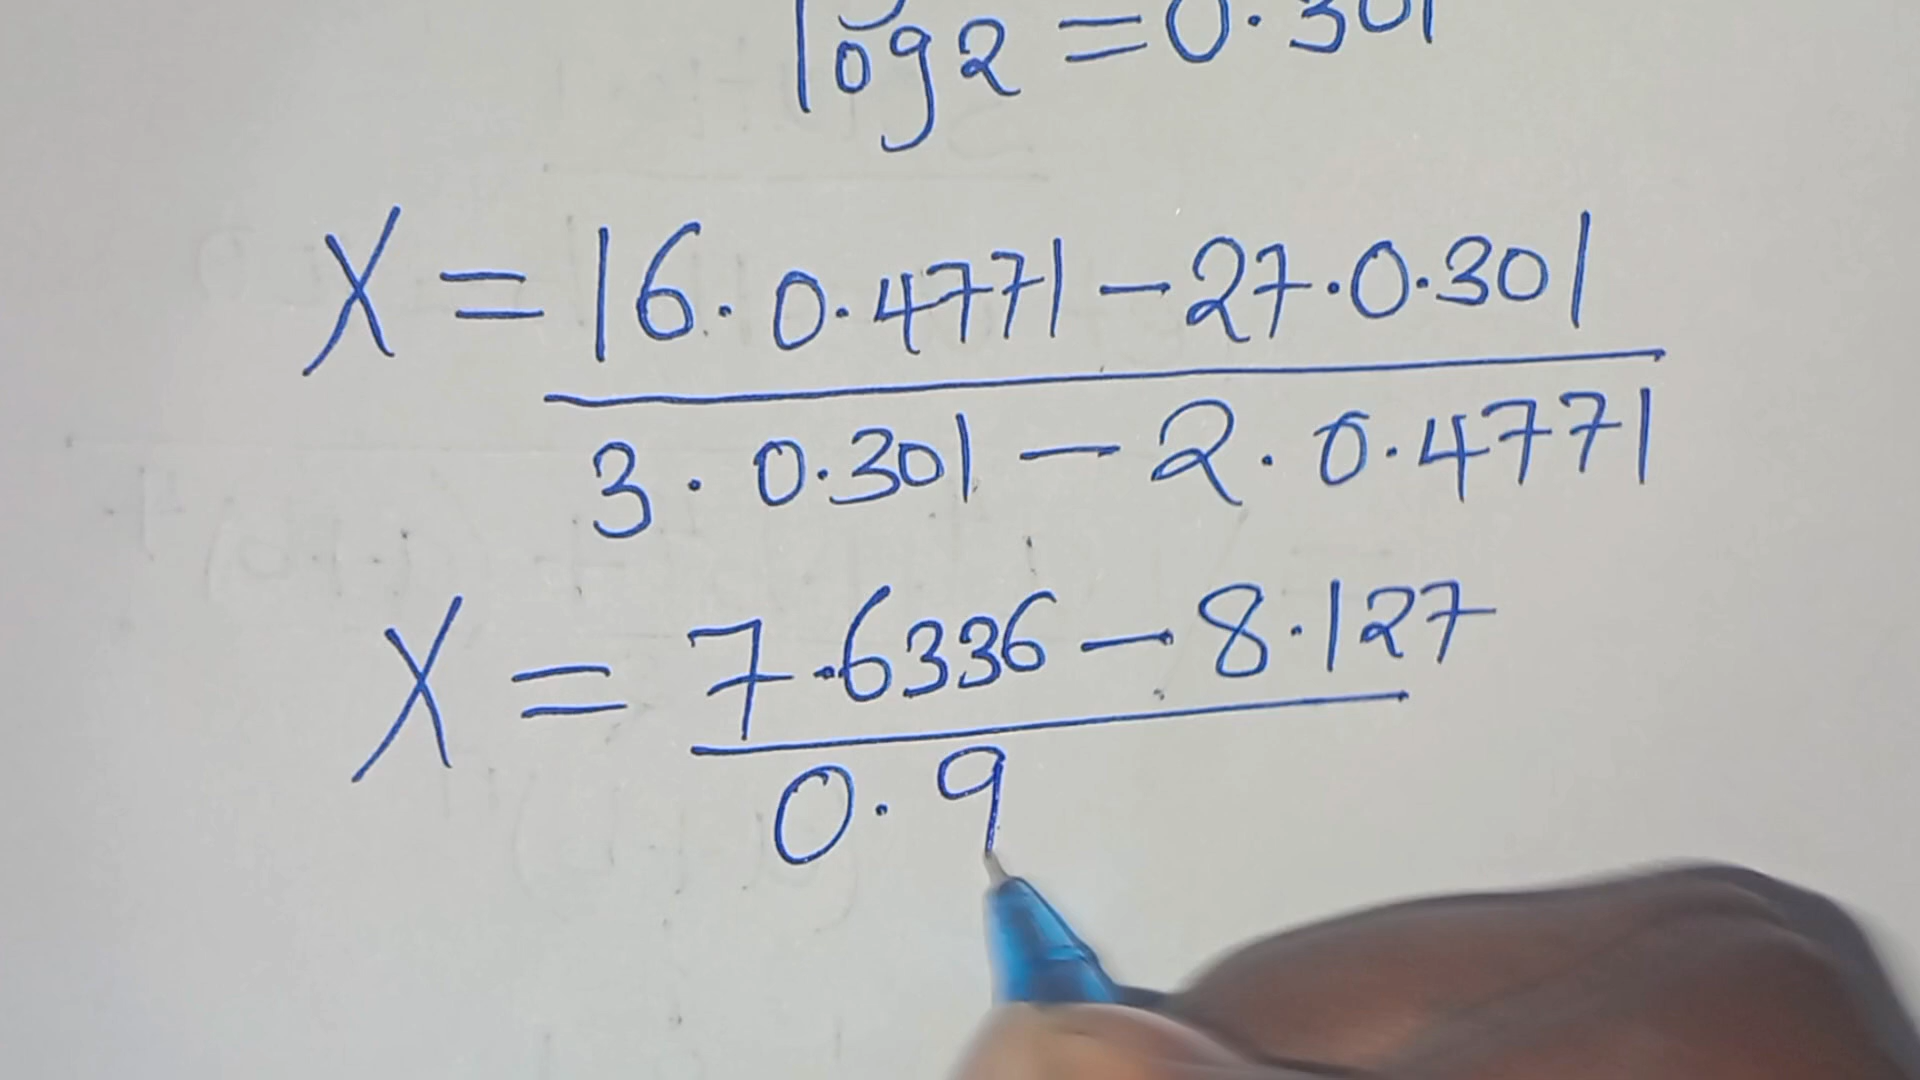 log2 = 0.301
X = 16. 0.4771 - 27.0.301
3. 0.301 - 2. 0.4771
X = 7.6336 - 8.127
0.9